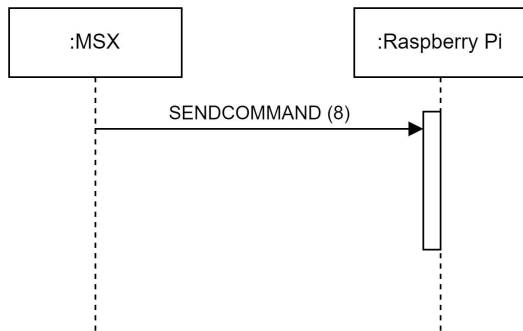 :MSX
:Raspberry Pi
SENDCOMMAND (8)